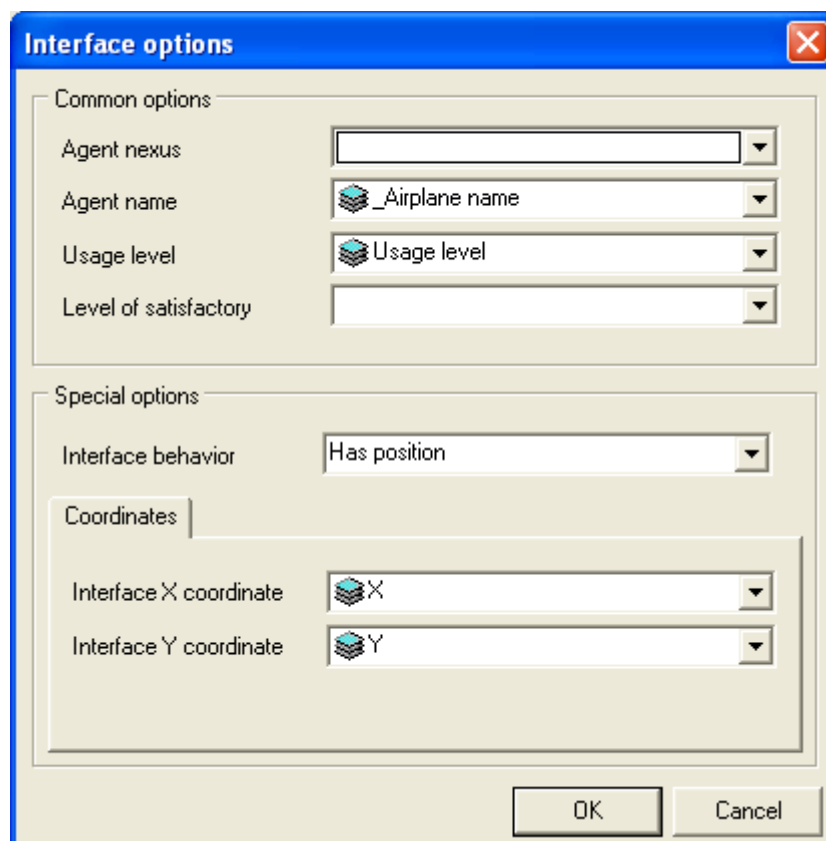 Interface options
Common options
Agent nexus
Agent name
_Airplane name
Usage level
Usage level
Level of satisfactory
Special options
Interface behavior
Has position
Coordinates
Interface X coordinate
X
Interface Y coordinate
Y
OK
Cancel